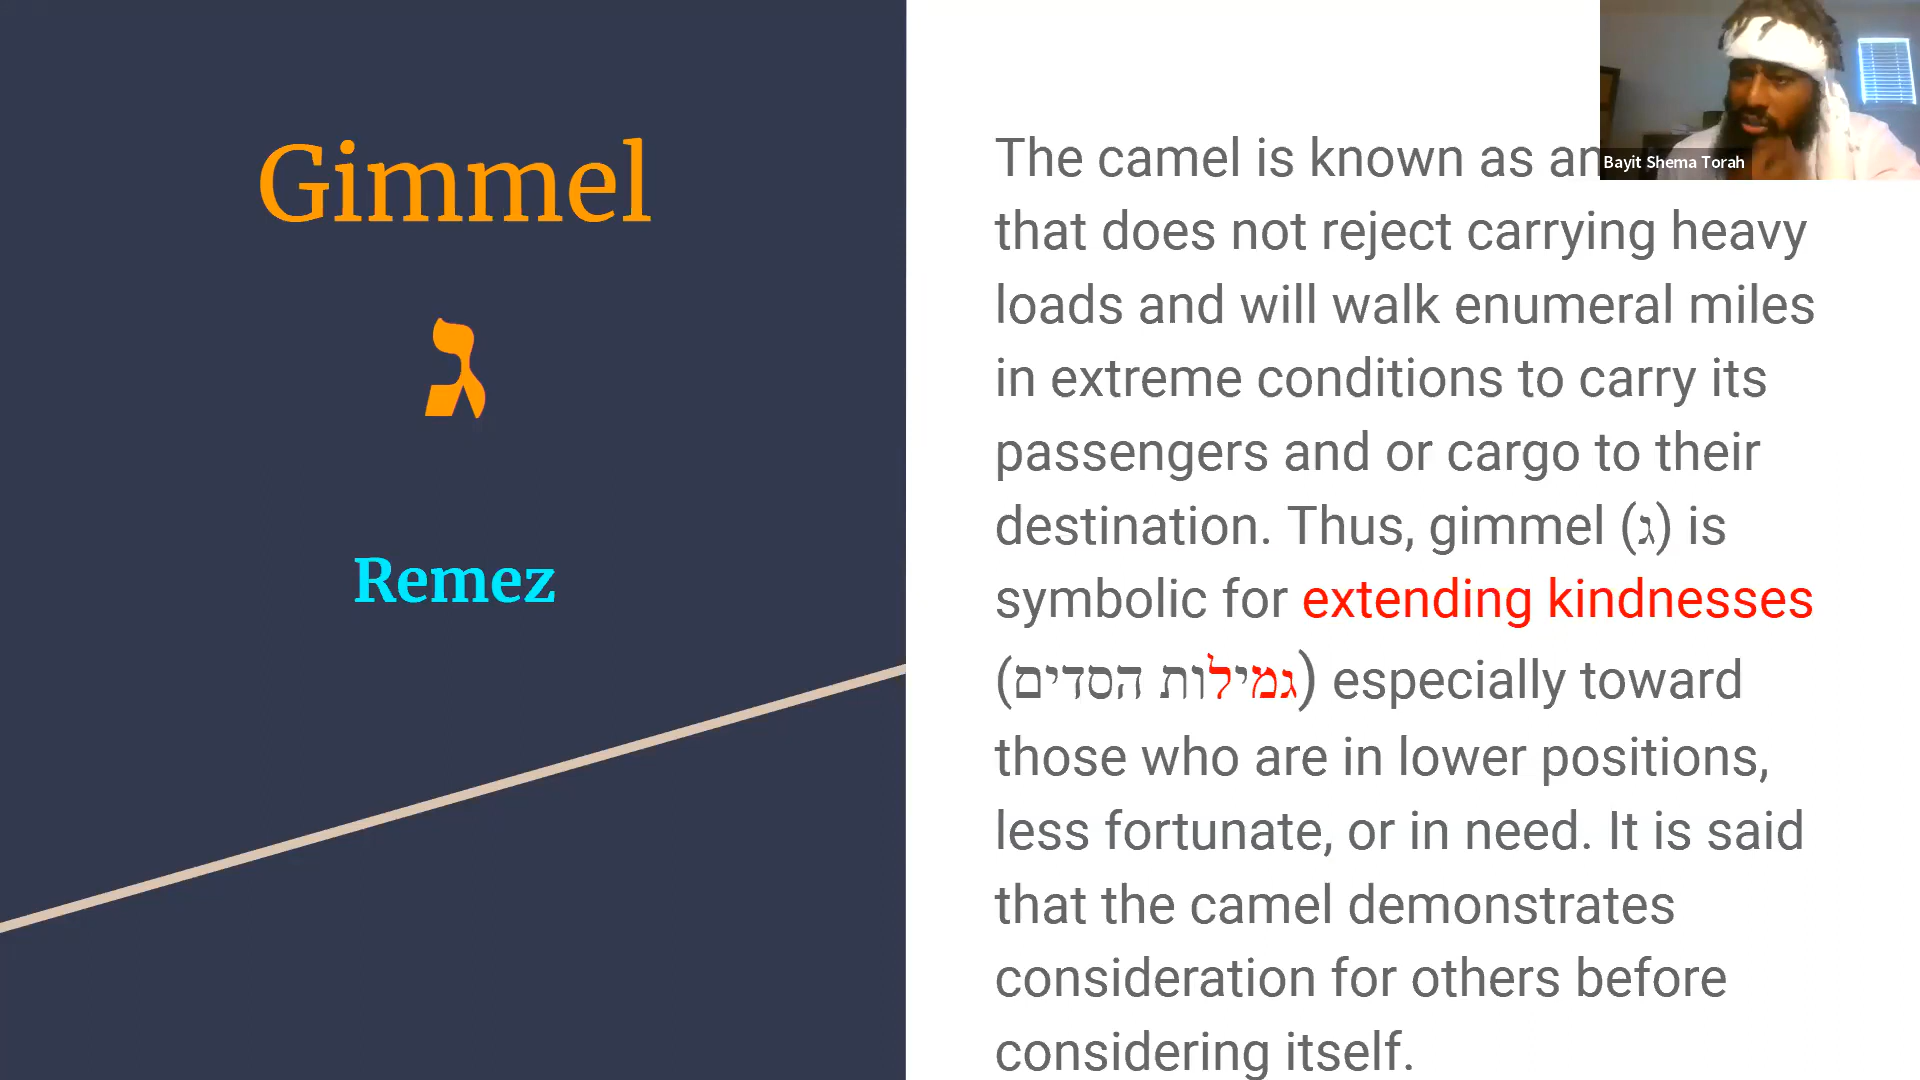 Gimmel
ג
Remez
The camel is known as an
that does not reject carrying heavy
loads and will walk enumeral miles
in extreme conditions to carry its
passengers and or cargo to their
destination. Thus, gimmel (ג) is
symbolic for extending kindnesses
(גמילות הסדים) especially toward
those who are in lower positions,
less fortunate, or in need. It is said
that the camel demonstrates
consideration for others before
considering itself.
Bayit Shema Torah